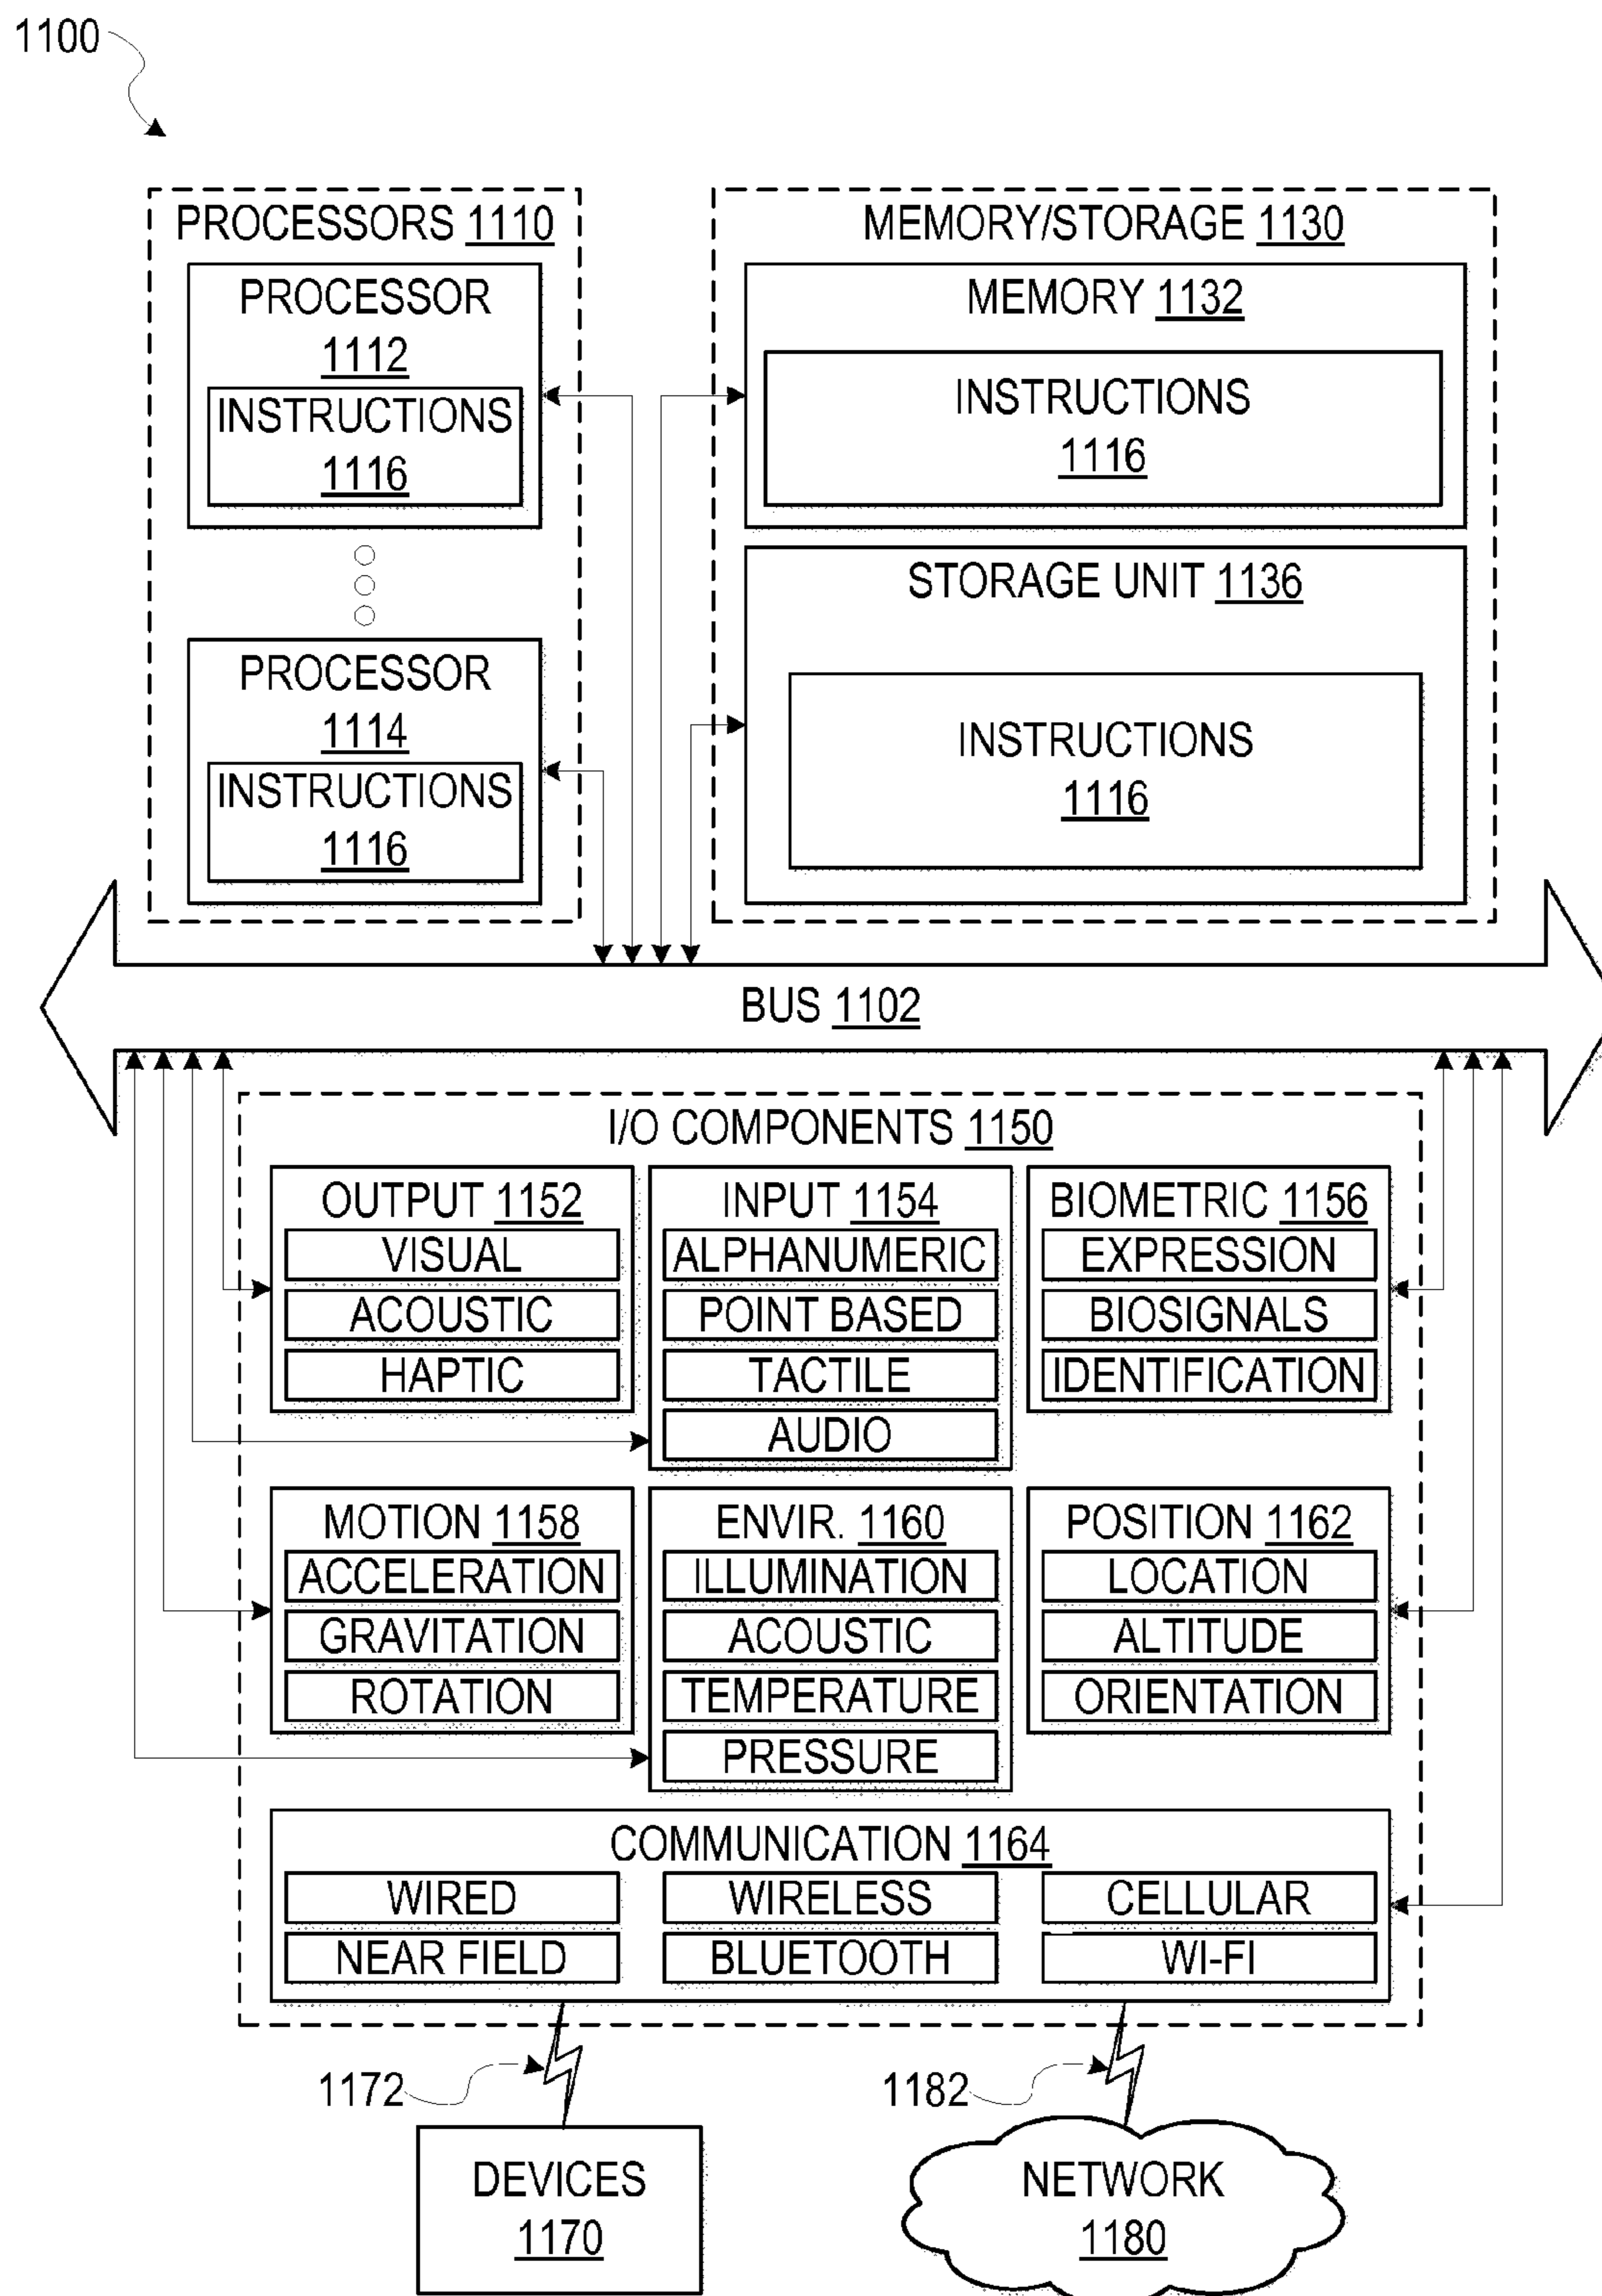 1100
PROCESSORS 1110
PROCESSOR
1112
INSTRUCTIONS
1116
PROCESSOR
1114
INSTRUCTIONS
1116
MEMORY/STORAGE 1130
MEMORY 1132
INSTRUCTIONS
1116
STORAGE UNIT 1136
INSTRUCTIONS
1116
BUS 1102
I/O COMPONENTS 1150
OUTPUT 1152
VISUAL
ACOUSTIC
HAPTIC
INPUT 1154
ALPHANUMERIC
POINT BASED
TACTILE
AUDIO
BIOMETRIC 1156
EXPRESSION
BIOSIGNALS
IDENTIFICATION
MOTION 1158
ACCELERATION
GRAVITATION
ROTATION
ENVIR. 1160
ILLUMINATION
ACOUSTIC
TEMPERATURE
PRESSURE
POSITION 1162
LOCATION
ALTITUDE
ORIENTATION
COMMUNICATION 1164
WIRED
WIRELESS
CELLULAR
NEAR FIELD
BLUETOOTH
WI-FI
1172
1182
DEVICES
1170
NETWORK
1180